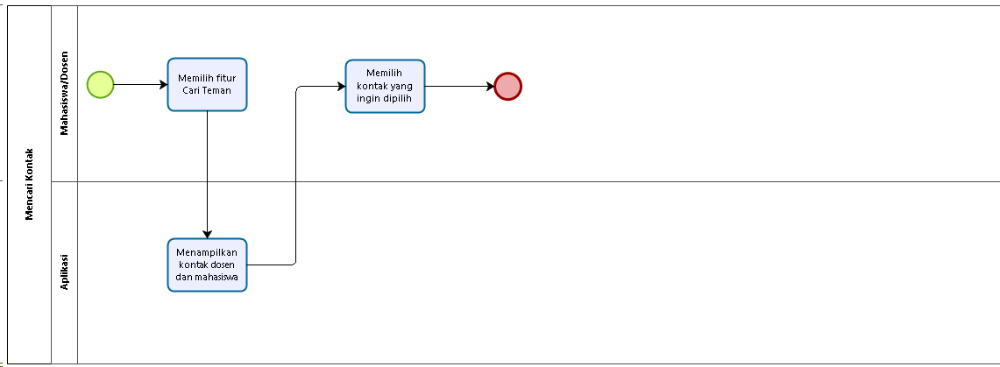 Mencari Kontak
Mahasiswa/Dosen
Memilih fitur
Cari Teman
Memilih
kontak yang
ingin dipilih
Aplikasi
Menampilkan
kontak dosen
dan mahasiswa